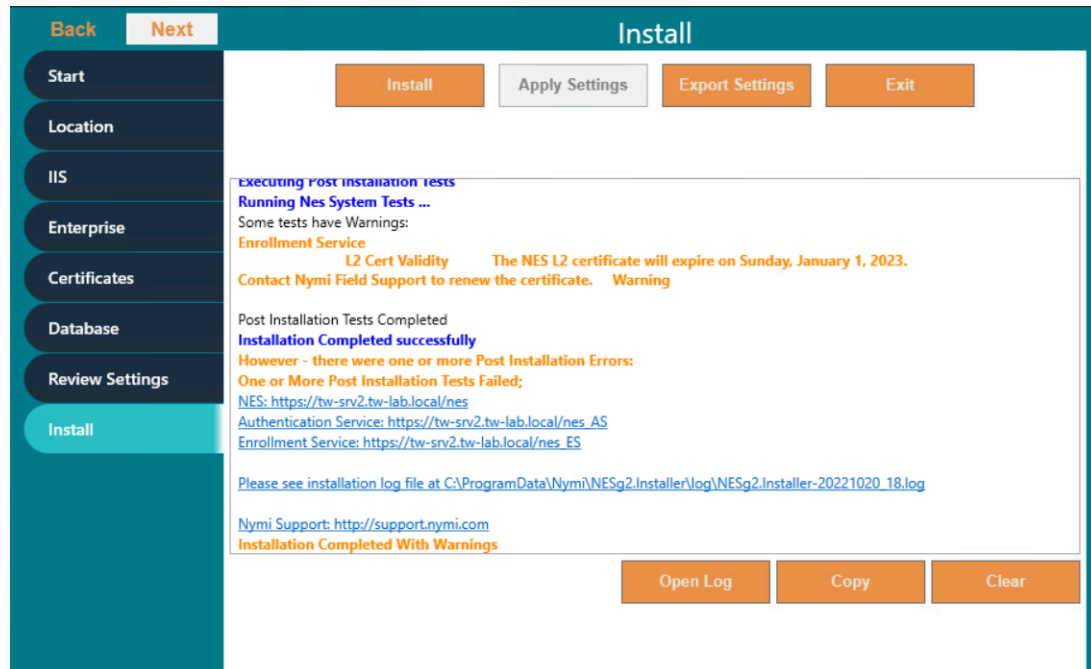 Back Next Install
Start
Location
IIS
Enterprise
Certificates
Database
Review Settings
Install
Install Apply Settings Export Settings Exit
Executing Post Installation Tests
Running Nes System Tests ...
Some tests have Warnings:
Enrollment Service
L2 Cert Validity The NES L2 certificate will expire on Sunday, January 1, 2023.
Contact Nymi Field Support to renew the certificate. Warning
Post Installation Tests Completed
Installation Completed successfully
However - there were one or more Post Installation Errors:
One or More Post Installation Tests Failed;
NES: https://tw-srv2.tw-lab.local/nes
Authentication Service: https://tw-srv2.tw-lab.local/nes_AS
Enrollment Service: https://tw-srv2.tw-lab.local/nes_ES
Please see installation log file at C:\ProgramData\Nymi\NESg2.Installer\log\NESg2.Installer-20221020_18.log
Nymi Support: http://support.nymi.com
Installation Completed With Warnings
Open Log Copy Clear